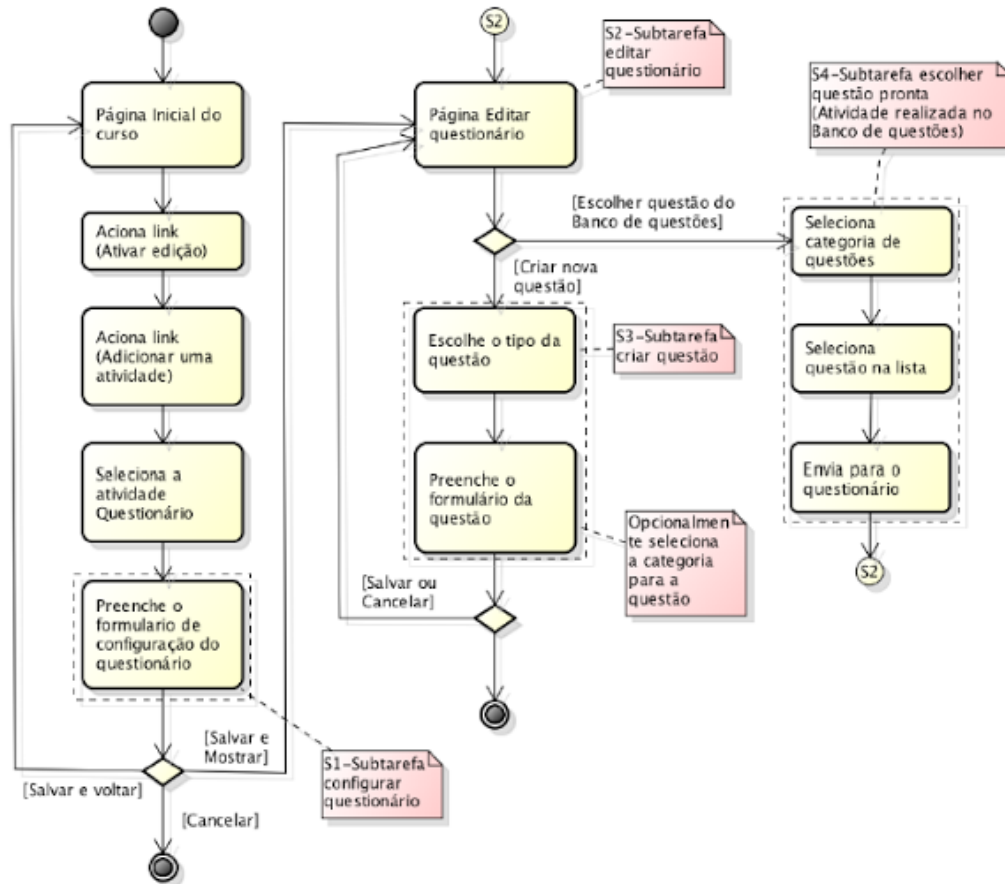 Página Inicial do
curso
Aciona link
(Ativar edição)
Aciona link
(Adicionar uma
atividade)
Seleciona a
atividade
Questionário
Preenche o
formulario de
configuração do
questionário
[Salvar e voltar]
[Salvar e
Mostrar]
[Cancelar]
S1-Subtarefa
configurar
questionário
S2
Página Editar
questionário
S2-Subtarefa
editar
questionário
[Escolher questão do
Banco de questões]
[Criar nova
questão]
Escolhe o tipo da
questão
S3-Subtarefa
criar questão
Preenche o
formulário da
questão
Opcionalme
nte seleciona
a categoria
para a
questão
[Salvar ou
Cancelar]
S4-Subtarefa escolher
questão pronta
(Atividade realizada no
Banco de questões)
Seleciona
categoria de
questões
Seleciona
questão na lista
Envia para o
questionário
S2